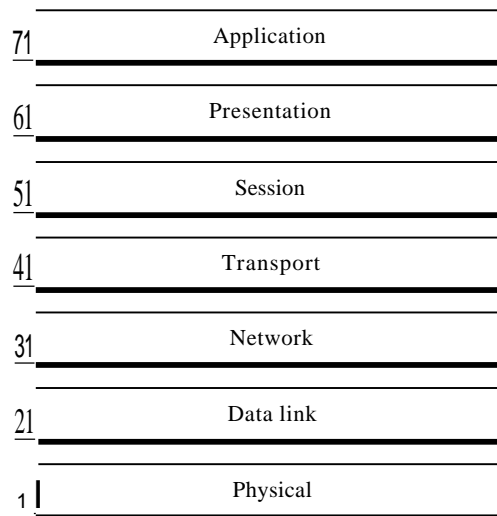 71 Application
61 Presentation
51 Session
41 Transport
31 Network
21 Data link
1 Physical